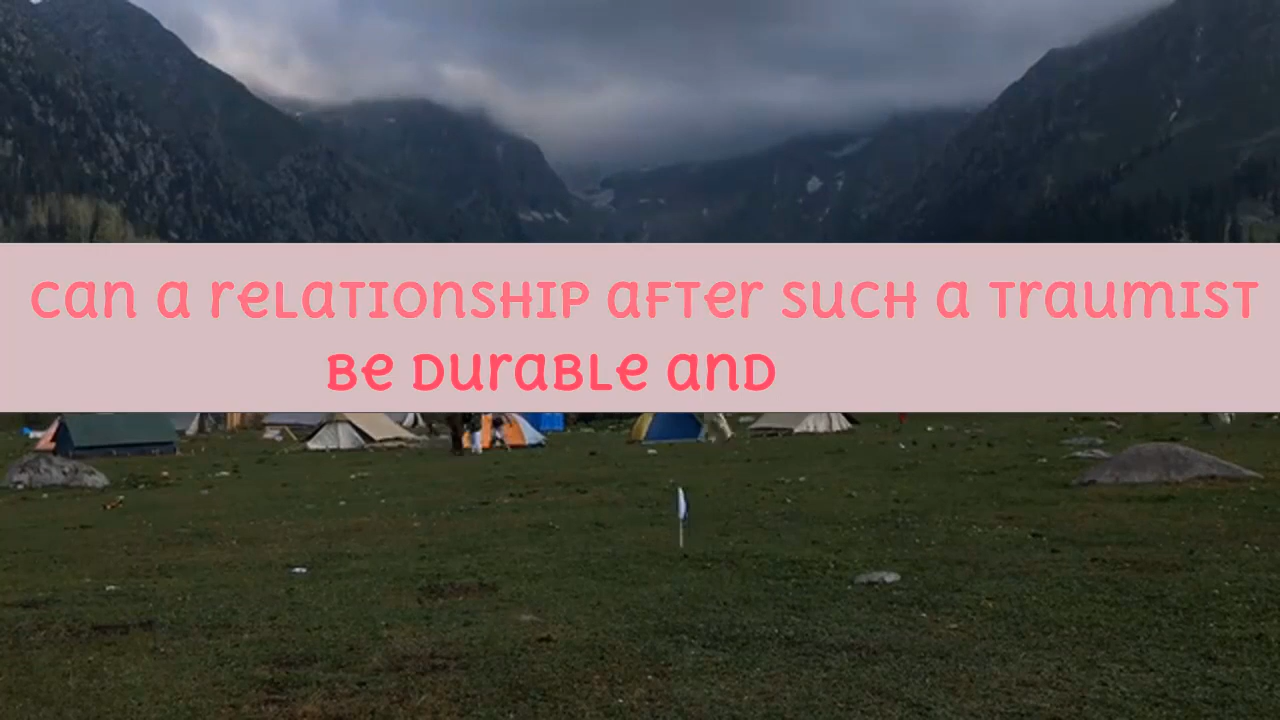 can a relationship after such a traumist
be durable and